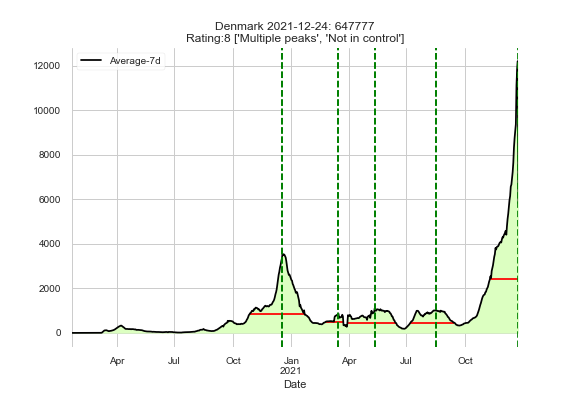 Denmark 2021-12-24: 647777
Rating:8 ['Multiple peaks', 'Not in control']
Average-7d
12000
10000
8000
6000
4000
2000
0
Apr Jul Oct Jan Apr Jul Oct
2021
Date